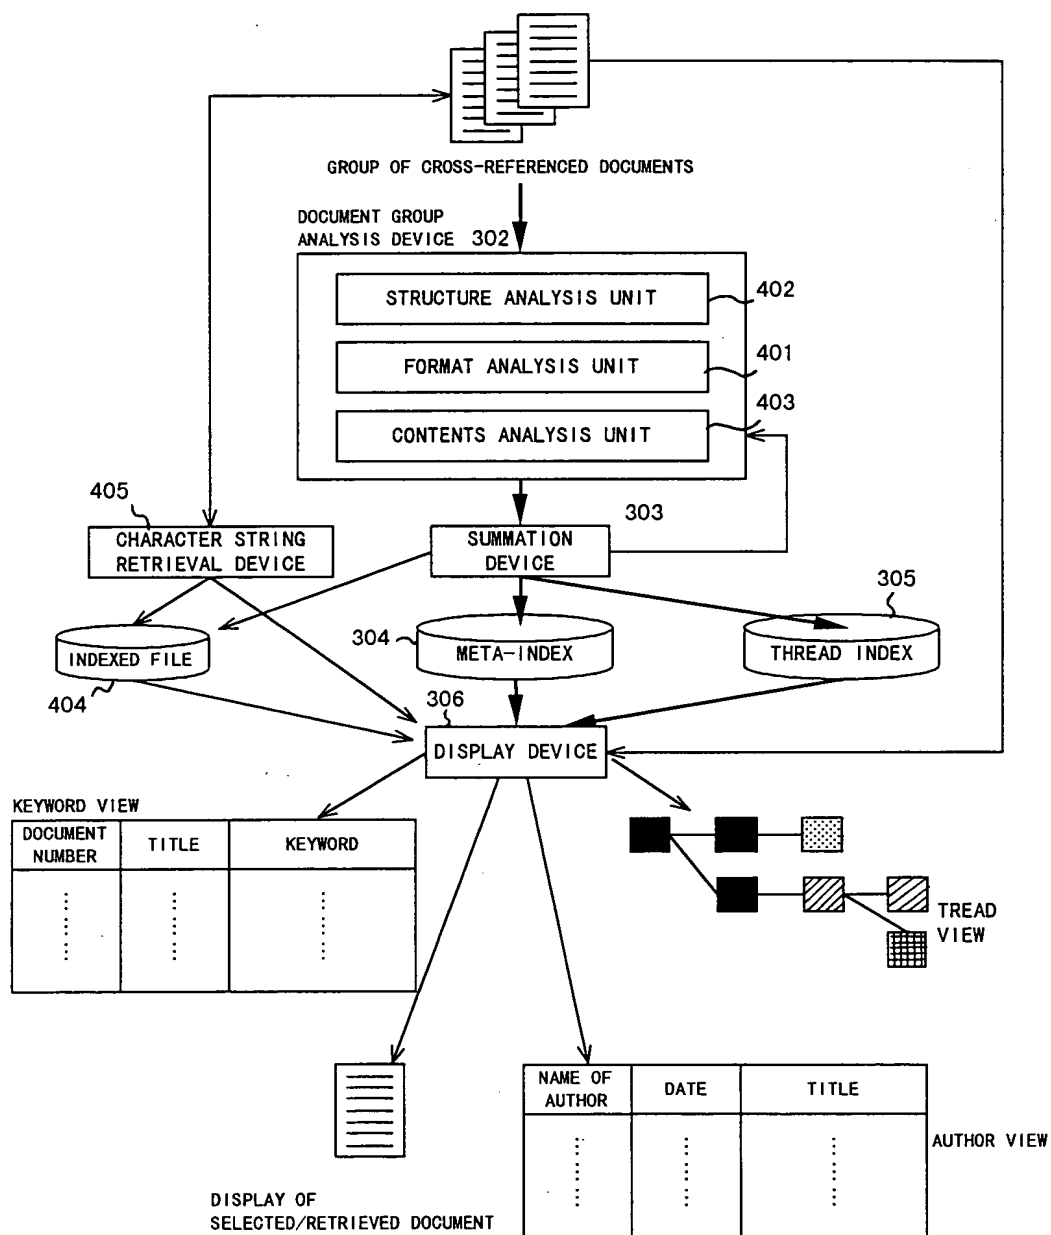 GROUP OF CROSS-REFERENCED DOCUMENTS
DOCUMENT GROUP
ANALYSIS DEVICE 302
STRUCTURE ANALYSIS UNIT
402
FORMAT ANALYSIS UNIT
401
CONTENTS ANALYSIS UNIT
403
405
CHARACTER STRING
RETRIEVAL DEVICE
303
SUMMATION
DEVICE
INDEXED FILE
404
304
META-INDEX
305
THREAD INDEX
306
DISPLAY DEVICE
KEYWORD VIEW
DOCUMENT
NUMBER
TITLE
KEYWORD
TREAD
VIEW
DISPLAY OF
SELECTED/RETRIEVED DOCUMENT
NAME OF
AUTHOR
DATE
TITLE
AUTHOR VIEW